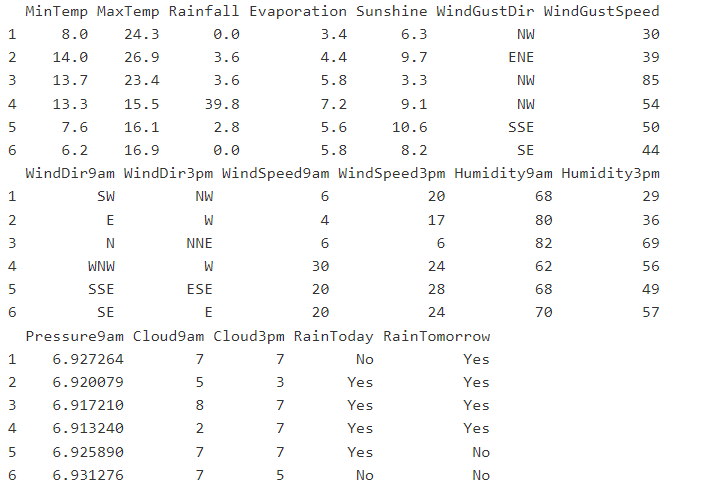 MinTemp MaxTemp Rainfall Evaporation Sunshine WindGustDir WindGustSpeed
1 8.0 24.3 0.0 3.4 6.3 NW 30
2 14.0 26.9 3.6 4.4 9.7 ENE 39
3 13.7 23.4 3.6 5.8 3.3 NW 85
4 13.3 15.5 39.8 7.2 9.1 NW 54
5 7.6 16.1 2.8 5.6 10.6 SSE 50
6 6.2 16.9 0.0 5.8 8.2 SE 44
WindDir9am WindDir3pm WindSpeed9am WindSpeed3pm Humidity9am Humidity3pm
1 SW NW 6 20 68 29
2 E W 4 17 80 36
3 N NNE 6 6 82 69
4 WNW W 30 24 62 56
5 SSE ESE 20 28 68 49
6 SE E 20 24 70 57
Pressure9am Cloud9am Cloud3pm RainToday RainTomorrow
1 6.927264 7 7 No Yes
2 6.920079 5 3 Yes Yes
3 6.917210 8 7 Yes Yes
4 6.913240 2 7 Yes Yes
5 6.925890 7 7 Yes No
6 6.931276 7 5 No No